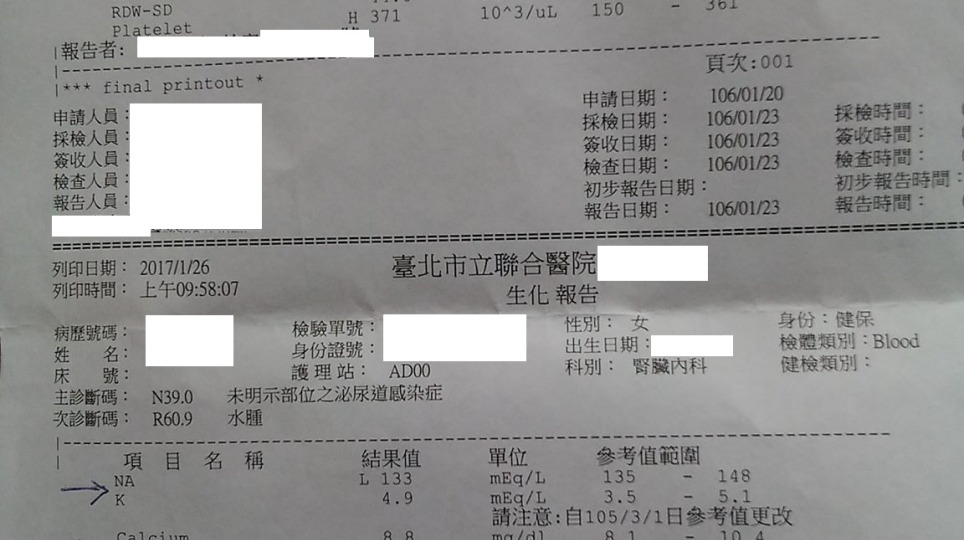 RDW-SD
Platelet H 371 10^3/uL 150 - 361
|報告者:
|*** final printout * 頁次:001
申請人員: 申請日期: 106/01/20
採檢人員: 採檢日期: 106/01/23 採檢時間:
簽收人員: 簽收日期: 106/01/23 簽收時間:
檢查人員: 檢查日期: 106/01/23 檢查時間:
初步報告日期: 初步報告時間:
報告人員: 報告日期: 106/01/23 報告時間:
列印日期: 2017/1/26 臺北市立聯合醫院
列印時間: 上午09:58:07 生化 報告
病歷號碼: 檢驗單號: 性別: 女 身份:健保
姓 名: 身份證號: 出生日期: 檢體類別:Blood
床 號: 護 理 站: AD00 科別: 腎臟內科 健檢類別:
主診斷碼: N39.0 未明示部位之泌尿道感染症
次診斷碼: R60.9 水腫
項 目 名 稱 結果值 單位 參考值範圍
NA L 133 mEq/L 135 - 148
K 4.9 mEq/L 3.5 - 5.1
請注意:自105/3/1日參考值更改
Calcium 8.8 mg/dl 8.1 - 10.4